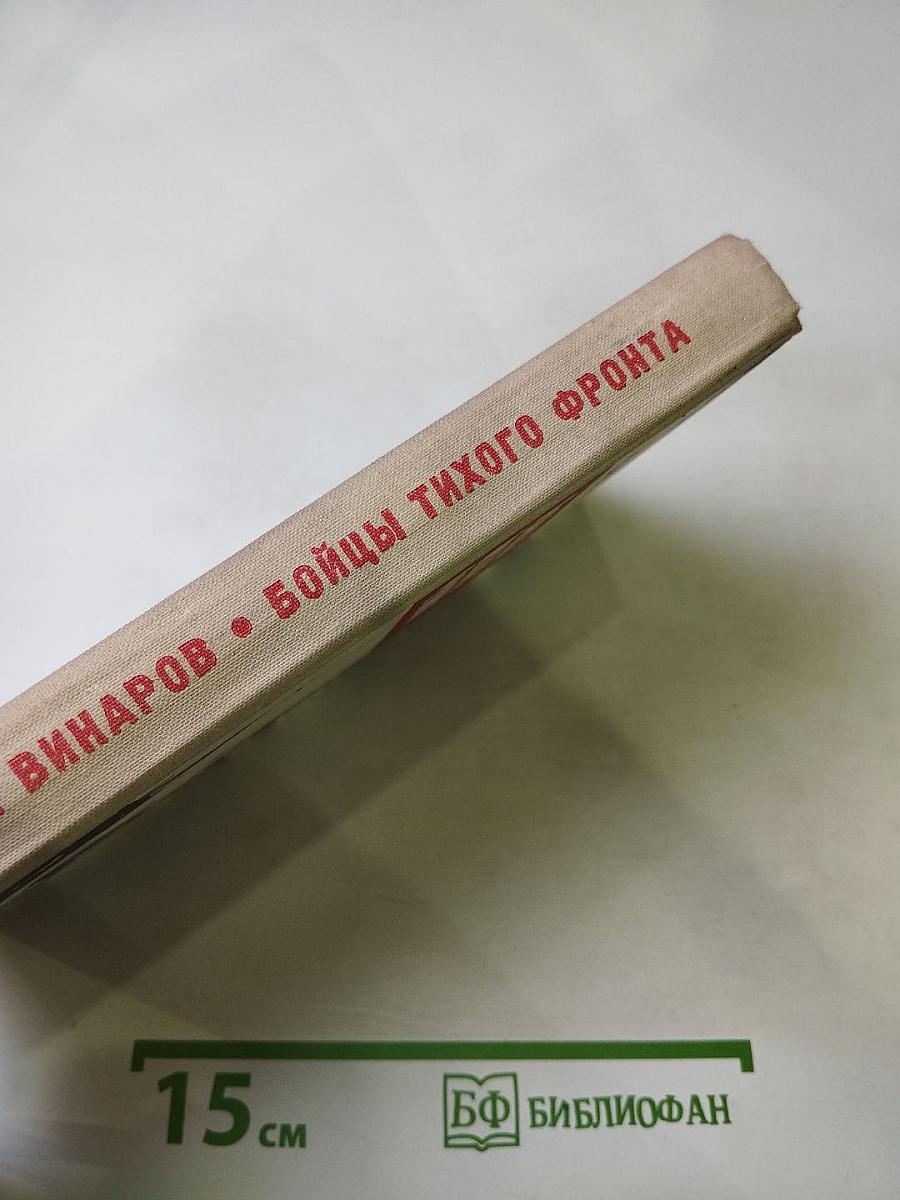 ВИНАРОВ • БОЙЦЫ ТИХОГО ФРОНТА
15 см
БФ БИБЛИОФАН